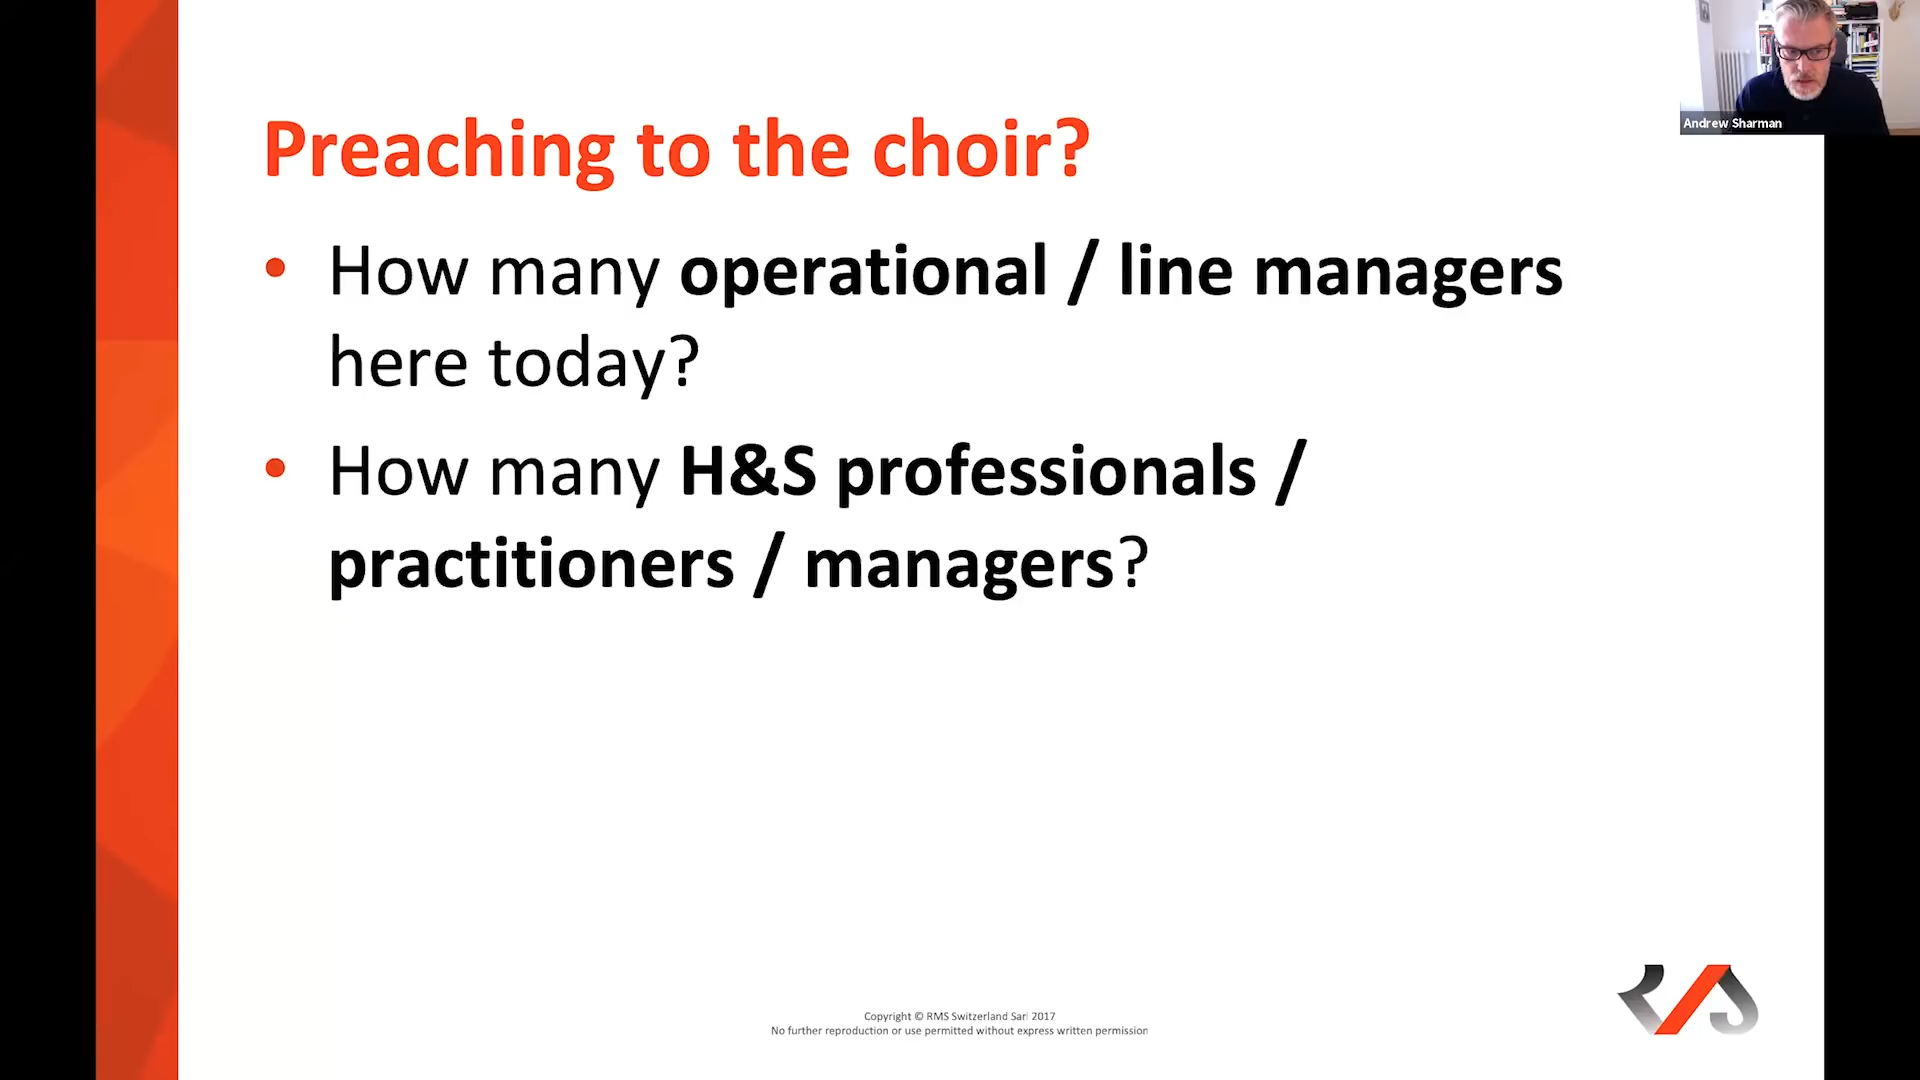 Preaching to the choir?
• How many operational / line managers
here today?
• How many H&S professionals /
practitioners / managers?
Andrew Sharman
Copyright © RMS Switzerland Sarl 2017
No further reproduction or use permitted without express written permission